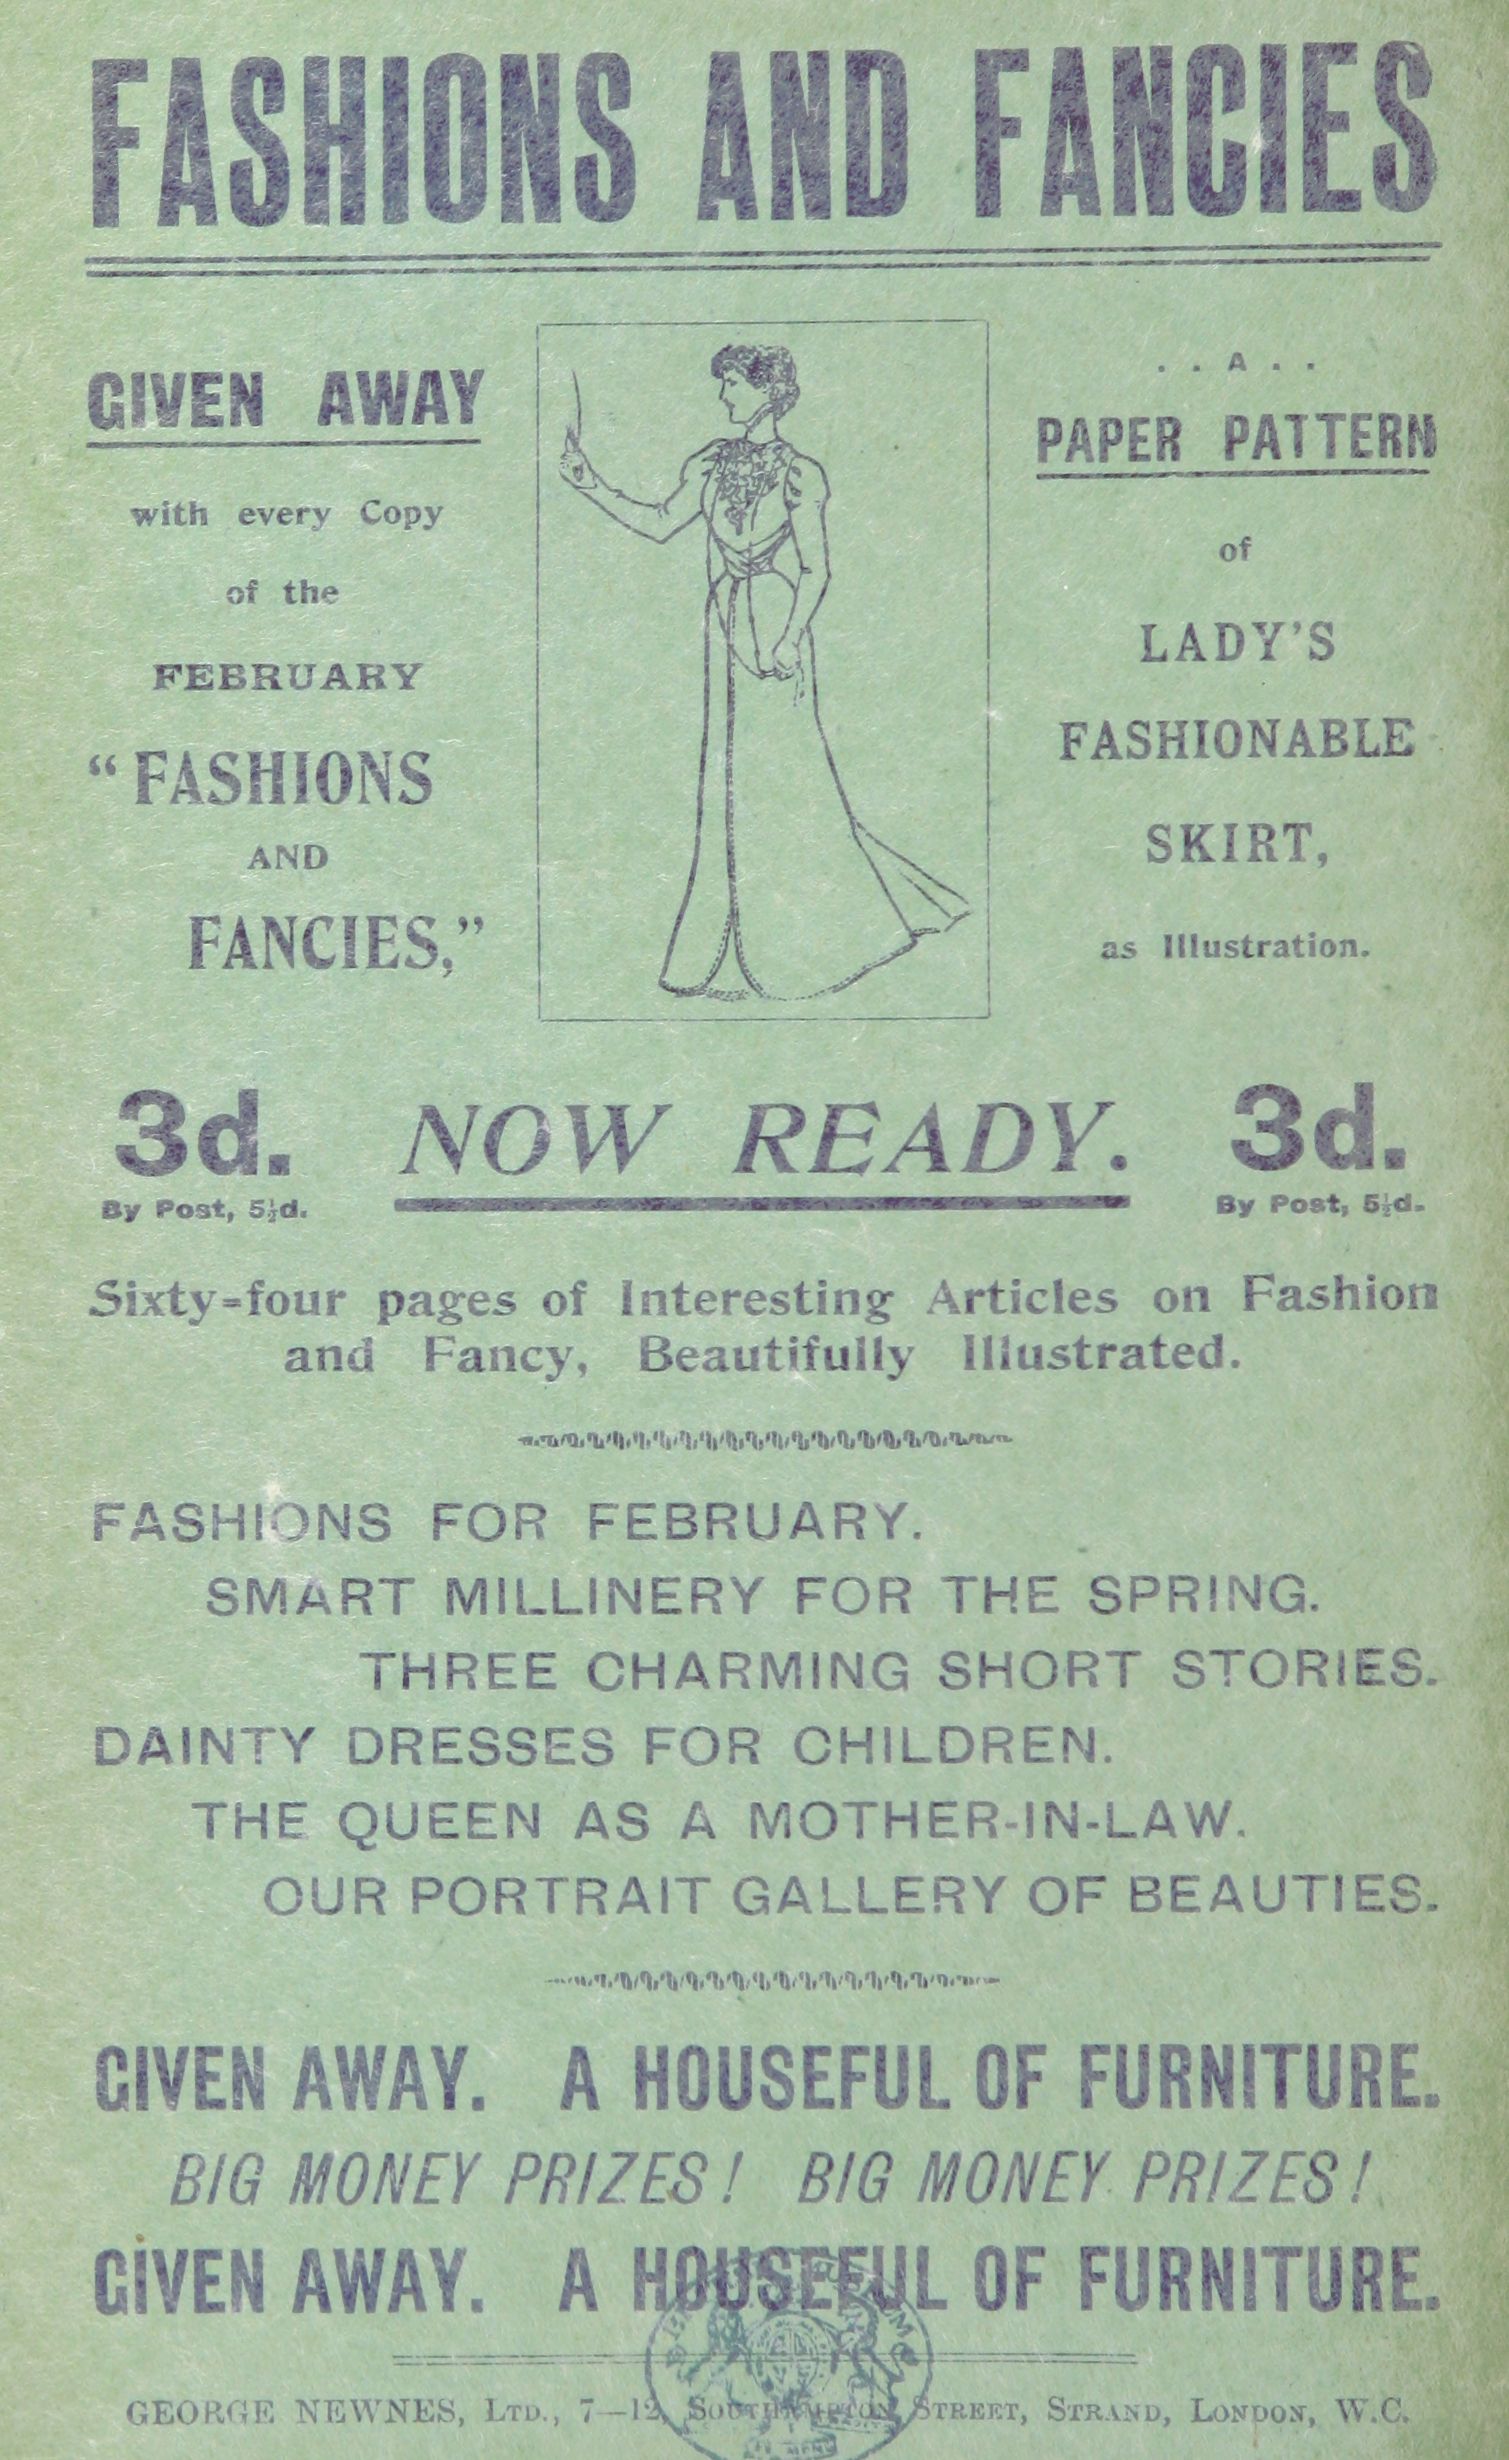 FASHIONS AND FANCIES
GIVEN AWAY
with every Copy
of the
FEBRUARY
“FASHIONS
AND
FANCIES,”
. . A . .
PAPER PATTERN
of
LADY’S
FASHIONABLE
SKIRT,
as Illustration.
3d. NOW READY. 3d.
By Post, 5½d. By Post, 5½d.
Sixty-four pages of Interesting Articles on Fashion
and Fancy, Beautifully Illustrated.
FASHIONS FOR FEBRUARY.
SMART MILLINERY FOR THE SPRING.
THREE CHARMING SHORT STORIES.
DAINTY DRESSES FOR CHILDREN.
THE QUEEN AS A MOTHER-IN-LAW.
OUR PORTRAIT GALLERY OF BEAUTIES.
GIVEN AWAY. A HOUSEFUL OF FURNITURE.
BIG MONEY PRIZES! BIG MONEY PRIZES!
GIVEN AWAY. A HOUSEFUL OF FURNITURE.
GEORGE NEWNES, LTD., 7—12, SOUTHAMPTON STREET, STRAND, LONDON, W.C.